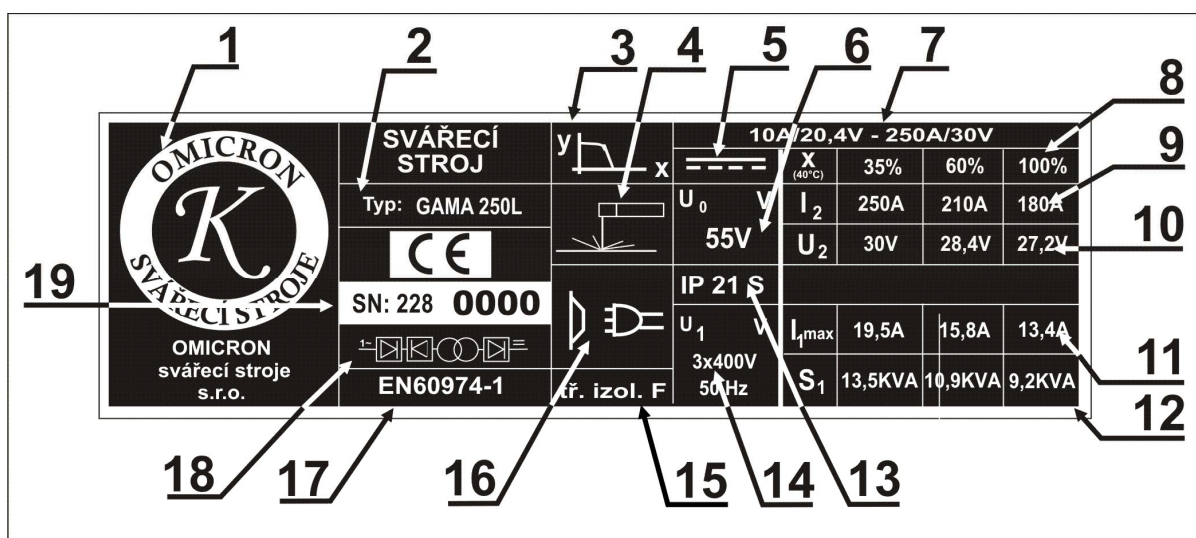 1
2
3
4
5
6
7
8
9
10
11
12
13
14
15
16
17
18
19
OMICRON
K
SVÁŘECÍ STROJE
OMICRON
svářecí stroje
s.r.o.
SVÁŘECÍ
STROJ
Typ: GAMA 250L
CE
SN: 228 0000
1~
EN60974-1
y
x
tř. izol. F
10A/20,4V - 250A/30V
U0 V
55V
IP 21 S
U1 V
3x400V
50Hz
X (40°C) 35% 60% 100%
I2 250A 210A 180A
U2 30V 28,4V 27,2V
I1max 19,5A 15,8A 13,4A
S1 13,5KVA 10,9KVA 9,2KVA